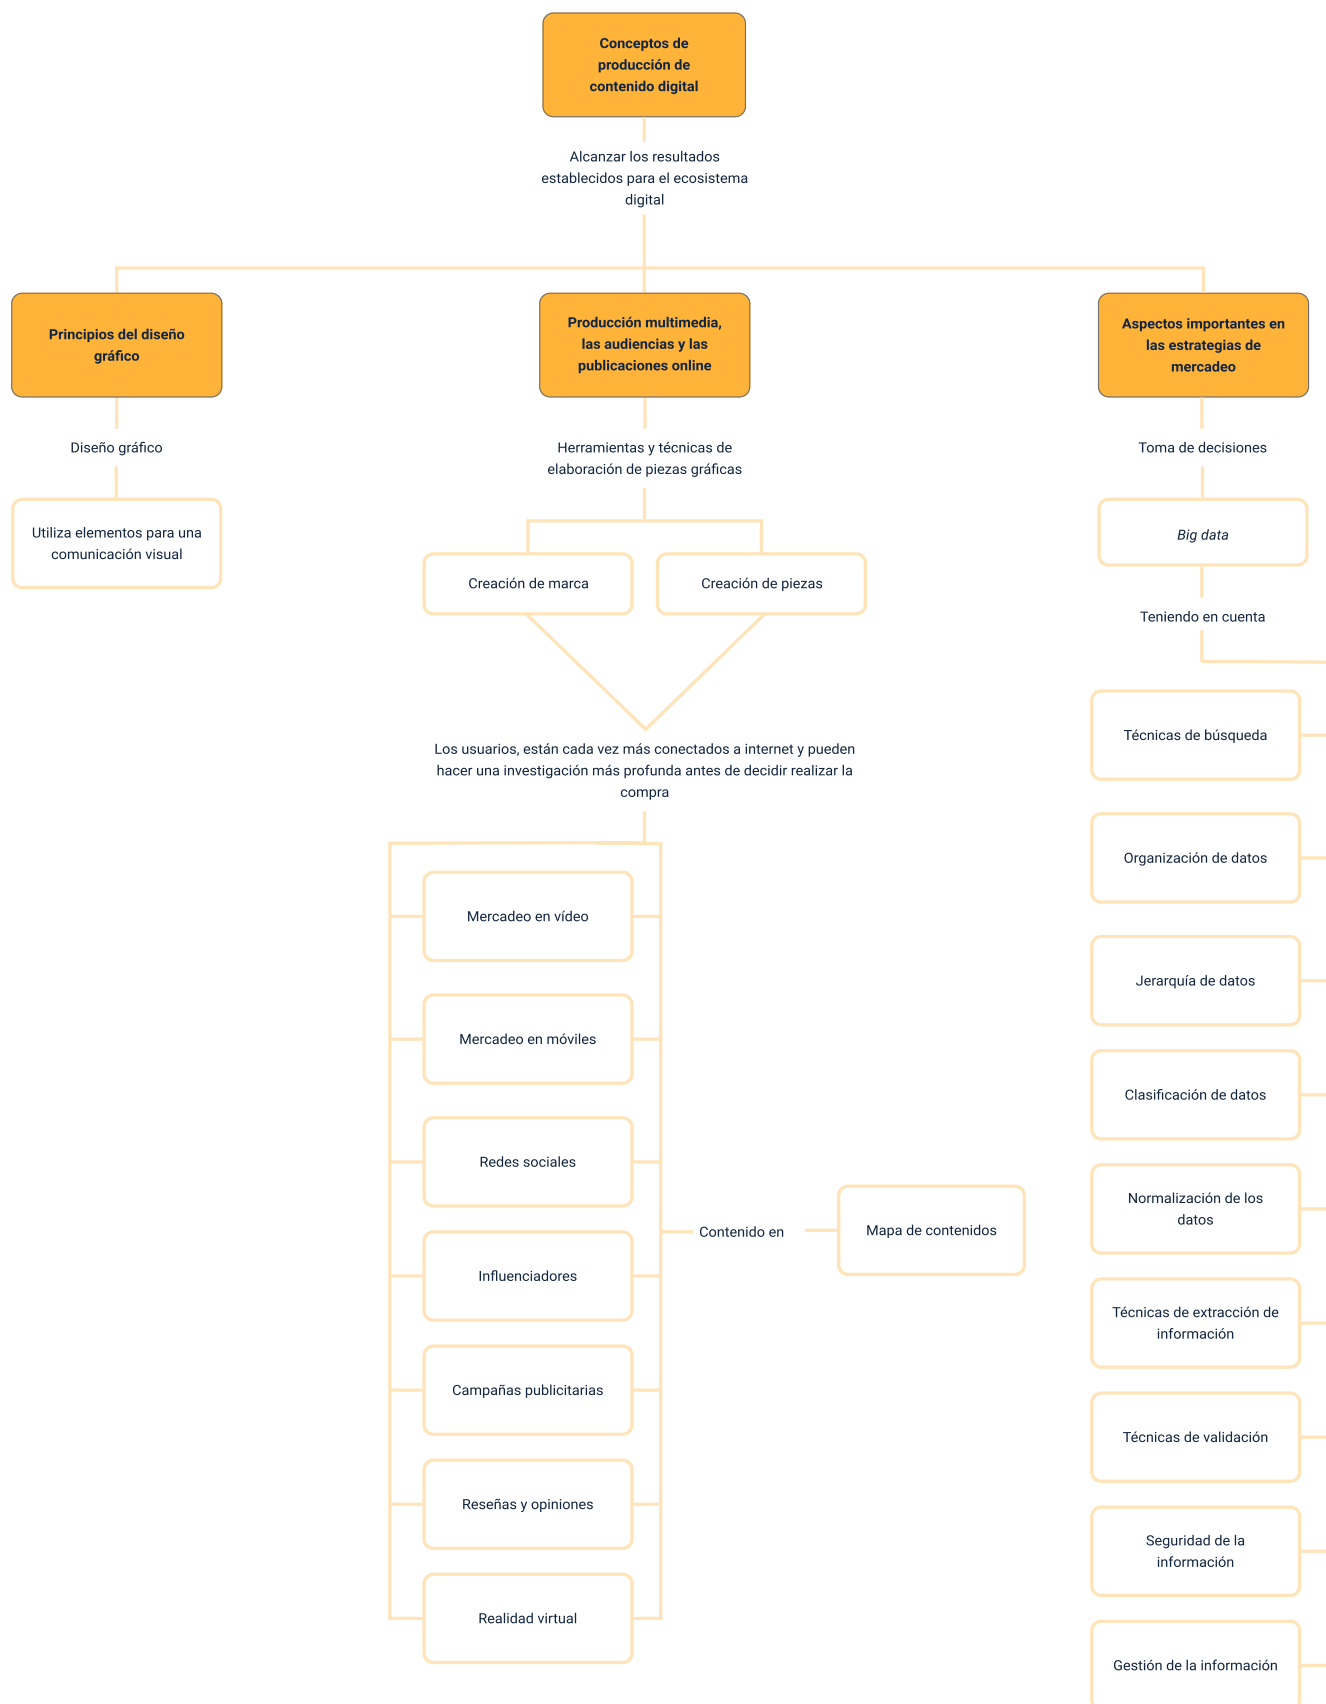 Conceptos de
producción de
contenido digital
Alcanzar los resultados
establecidos para el ecosistema
digital
Principios del diseño
gráfico
Diseño gráfico
Utiliza elementos para una
comunicación visual
Producción multimedia,
las audiencias y las
publicaciones online
Herramientas y técnicas de
elaboración de piezas gráficas
Creación de marca
Creación de piezas
Los usuarios, están cada vez más conectados a internet y pueden
hacer una investigación más profunda antes de decidir realizar la
compra
Mercadeo en vídeo
Mercadeo en móviles
Redes sociales
Influenciadores
Campañas publicitarias
Reseñas y opiniones
Realidad virtual
Contenido en
Mapa de contenidos
Aspectos importantes en
las estrategias de
mercadeo
Toma de decisiones
Big data
Teniendo en cuenta
Técnicas de búsqueda
Organización de datos
Jerarquía de datos
Clasificación de datos
Normalización de los
datos
Técnicas de extracción de
información
Técnicas de validación
Seguridad de la
información
Gestión de la información